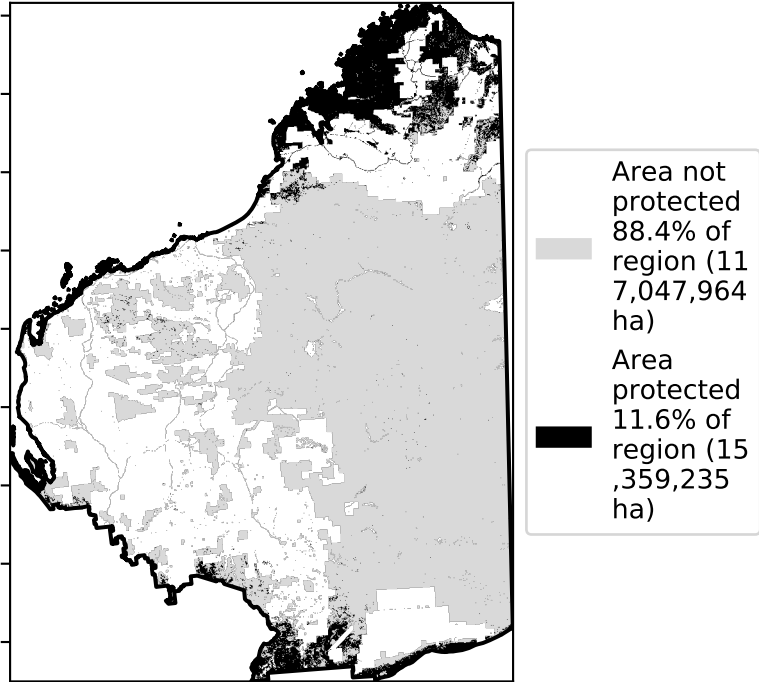 Area not
protected
88.4% of
region (11
7,047,964
ha)
Area
protected
11.6% of
region (15
,359,235
ha)